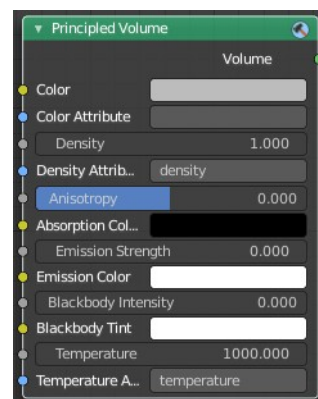 Principled Volume
Volume
Color
Color Attribute
Density 1.000
Density Attrib... density
Anisotropy 0.000
Absorption Col...
Emission Strength 0.000
Emission Color
Blackbody Intensity 0.000
Blackbody Tint
Temperature 1000.000
Temperature A... temperature